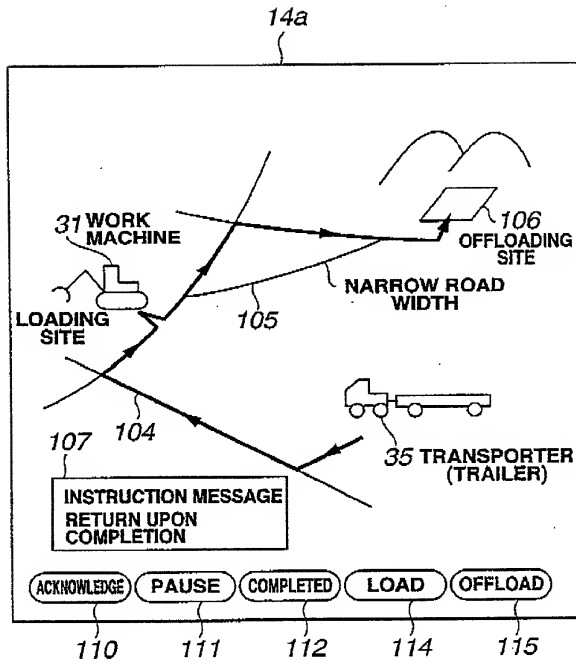 14a
31 WORK
MACHINE
LOADING
SITE
106
OFFLOADING
SITE
NARROW ROAD
WIDTH
105
104
35 TRANSPORTER
(TRAILER)
107
INSTRUCTION MESSAGE
RETURN UPON
COMPLETION
ACKNOWLEDGE PAUSE COMPLETED LOAD OFFLOAD
110 111 112 114 115